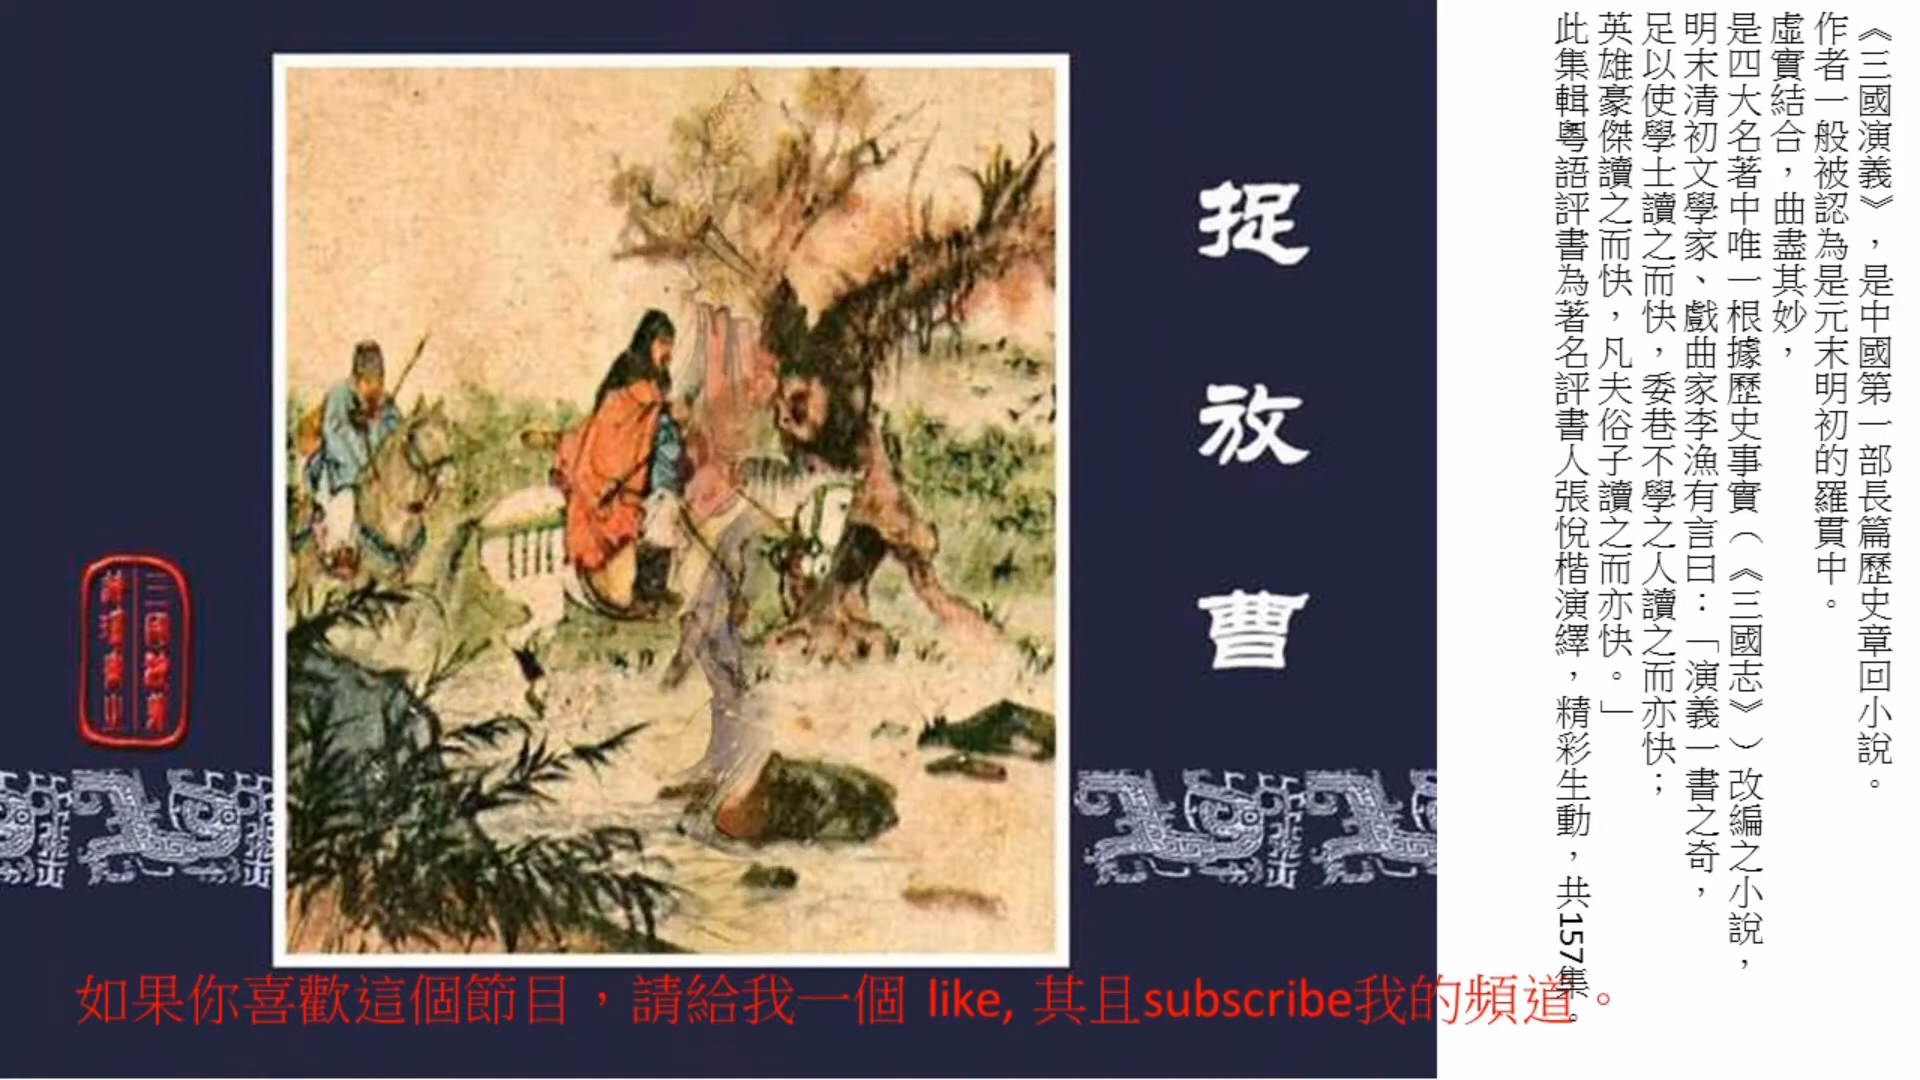 《三國演義》，是中國第一部長篇歷史章回小說。
作者一般被認為是元末明初的羅貫中。
虛實結合，曲盡其妙，
是四大名著中唯一根據歷史事實（《三國志》）改編之小說，
明末清初文學家、戲曲家李漁有言曰：「演義一書之奇，
足以使學士讀之而快，委巷不學之人讀之而亦快；
英雄豪傑讀之而快，凡夫俗子讀之而亦快。」
此集輯粵語評書為著名評書人張悅楷演繹，精彩生動，共157集。
捉放曹
如果你喜歡這個節目，請給我一個 like, 其且subscribe我的頻道。